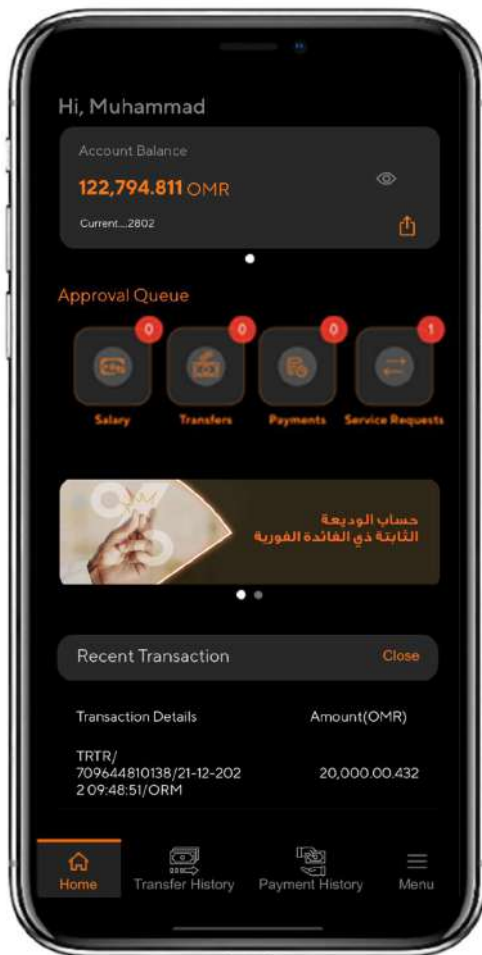 Hi, Muhammad
Account Balance
122,794.811 OMR
Current...2802
Approval Queue
0
0
0
1
Salary
Transfers
Payments
Service Requests
حساب الوديعة
الثابتة ذي الفائدة الفورية
Recent Transaction
Close
Transaction Details
Amount(OMR)
TRTR/
709644810138/21-12-202
2 09:48:51/ORM
20,000.00.432
Home
Transfer History
Payment History
Menu